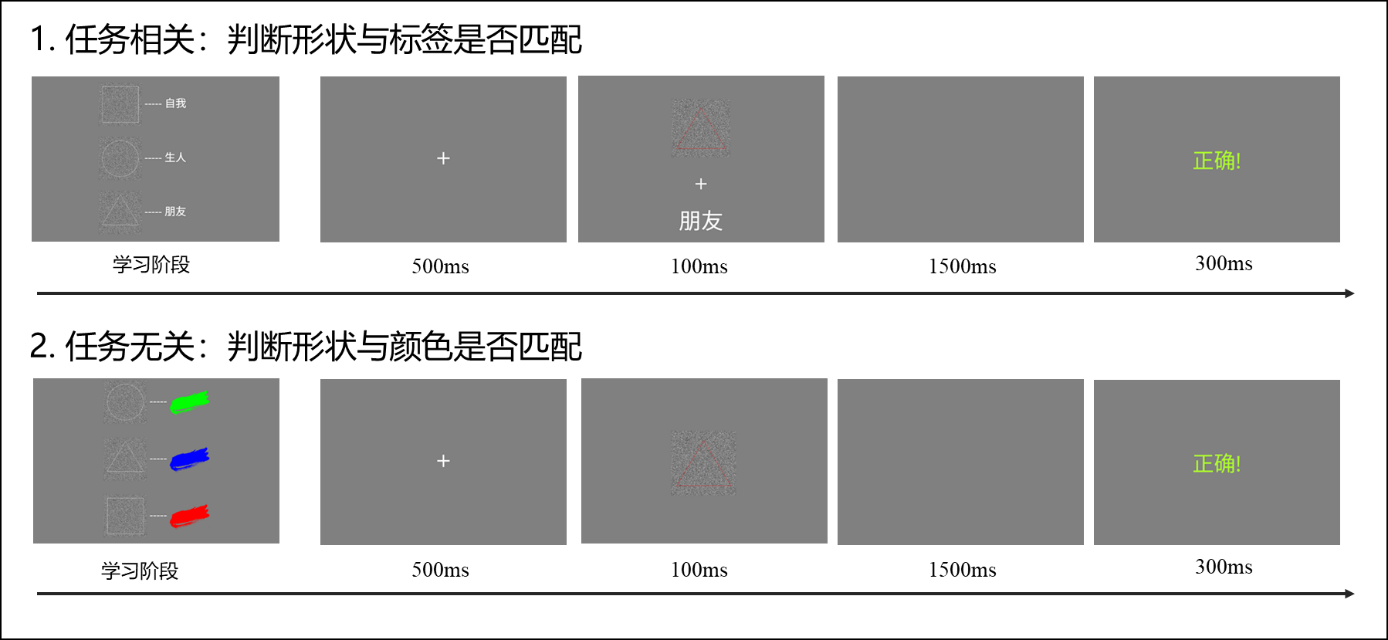 1. 任务相关：判断形状与标签是否匹配
----- 自我
----- 生人
----- 朋友
+
+
朋友
正确!
学习阶段
500ms
100ms
1500ms
300ms
2. 任务无关：判断形状与颜色是否匹配
-----
-----
-----
+
正确!
学习阶段
500ms
100ms
1500ms
300ms